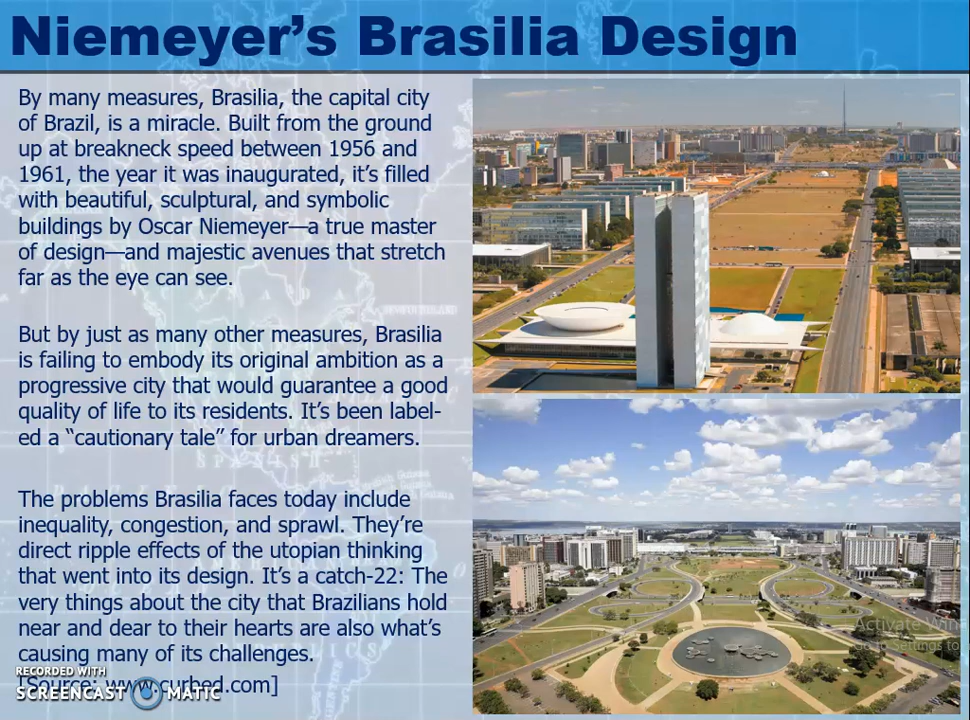 Niemeyer's Brasilia Design
By many measures, Brasilia, the capital city
of Brazil, is a miracle. Built from the ground
up at breakneck speed between 1956 and
1961, the year it was inaugurated, it's filled
with beautiful, sculptural, and symbolic
buildings by Oscar Niemeyer—a true master
of design—and majestic avenues that stretch
far as the eye can see.
But by just as many other measures, Brasilia
is failing to embody its original ambition as a
progressive city that would guarantee a good
quality of life to its residents. It's been label-
ed a “cautionary tale” for urban dreamers.
The problems Brasilia faces today include
inequality, congestion, and sprawl. They're
direct ripple effects of the utopian thinking
that went into its design. It's a catch-22: The
very things about the city that Brazilians hold
near and dear to their hearts are also what's
causing many of its challenges.
[Source: curbed.com]
RECORDED WITH
SCREENCAST MATIC
Activate Win
Go to Settings to